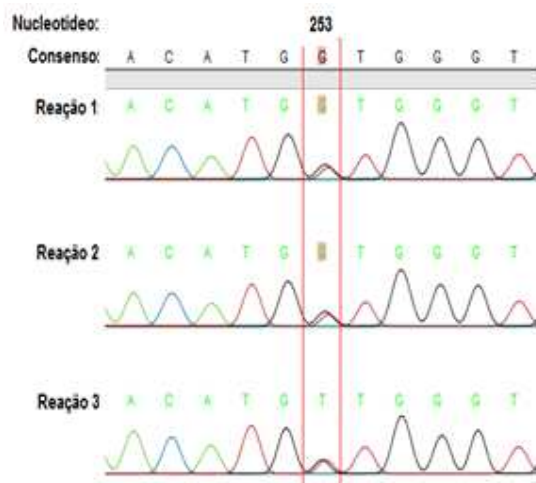 Nucleotídeo: 253
Consenso: A C A T G G T G G G T
Reação 1 A C A T G G T G G G T
Reação 2 A C A T G G T G G G T
Reação 3 A C A T G T T G G G T